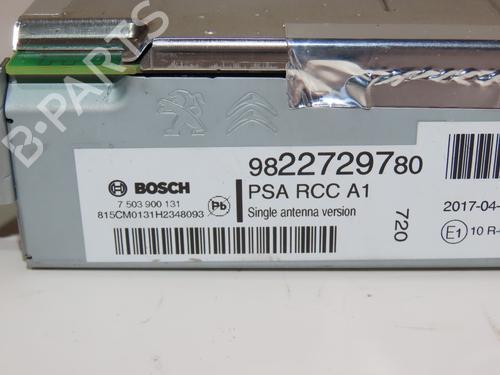 B-PARTS
BOSCH
7 503 900 131
815CM0131H2348093
Pb
9822729780
PSA RCC A1
Single antenna version
720
2017-04-
E1 10 R-